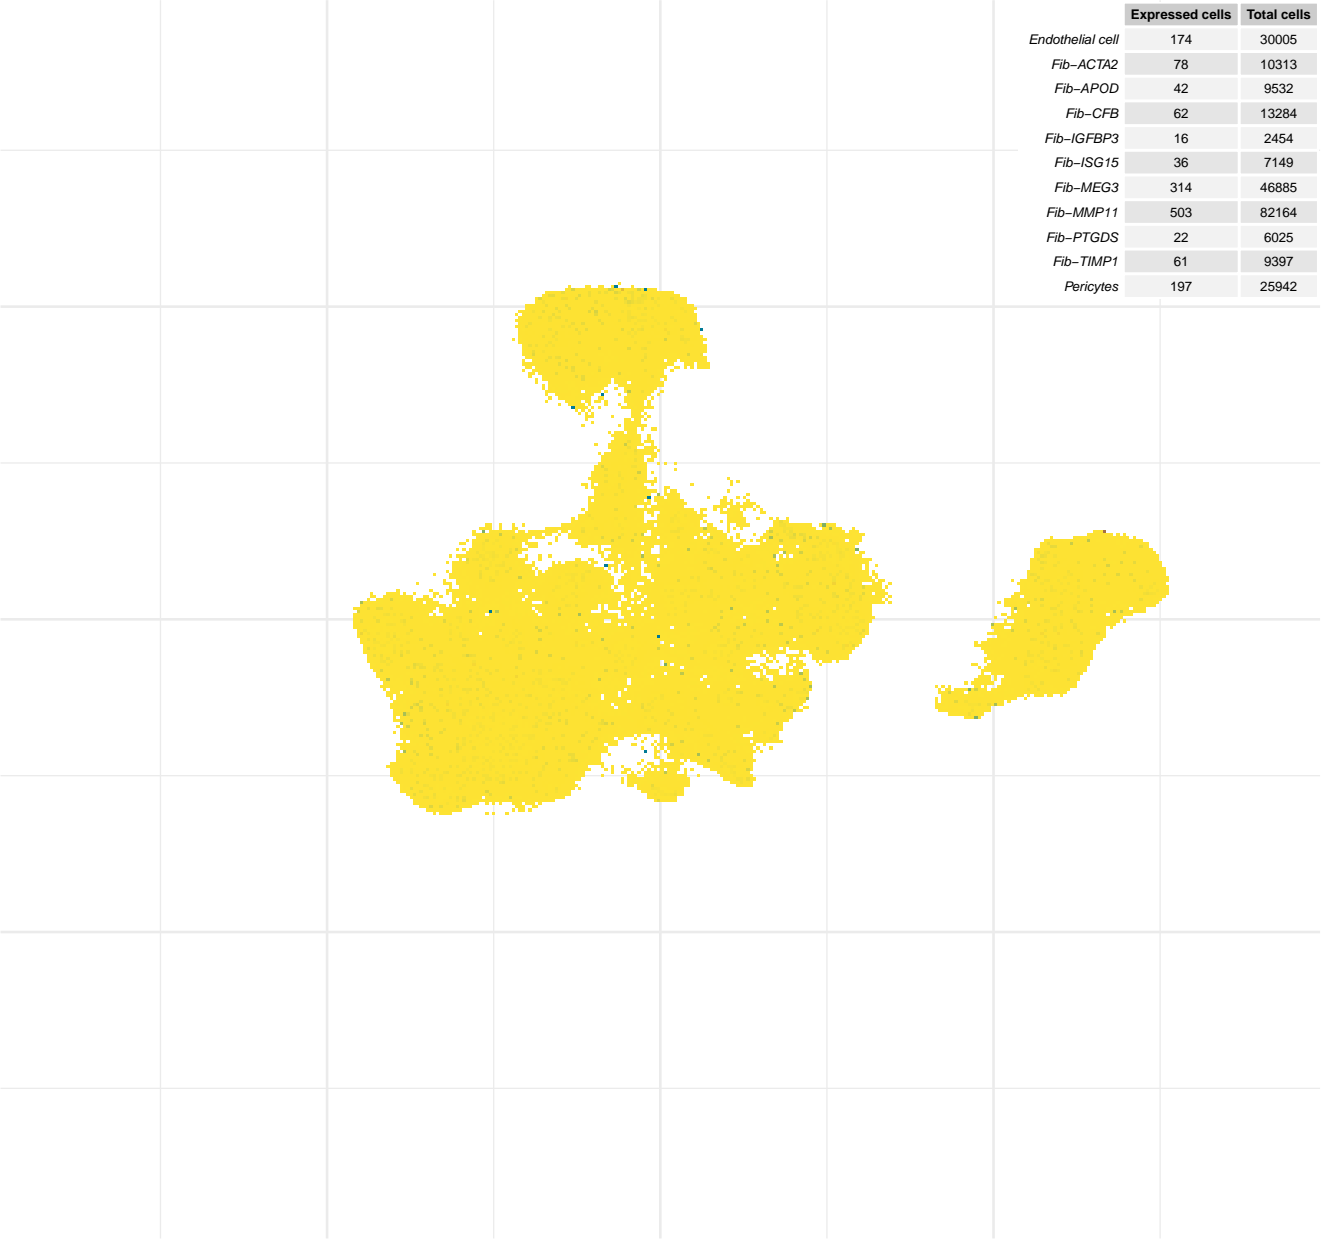 Expressed cells Total cells
Endothelial cell 174 30005
Fib−ACTA2 78 10313
Fib−APOD 42 9532
Fib−CFB 62 13284
Fib−IGFBP3 16 2454
Fib−ISG15 36 7149
Fib−MEG3 314 46885
Fib−MMP11 503 82164
Fib−PTGDS 22 6025
Fib−TIMP1 61 9397
Pericytes 197 25942